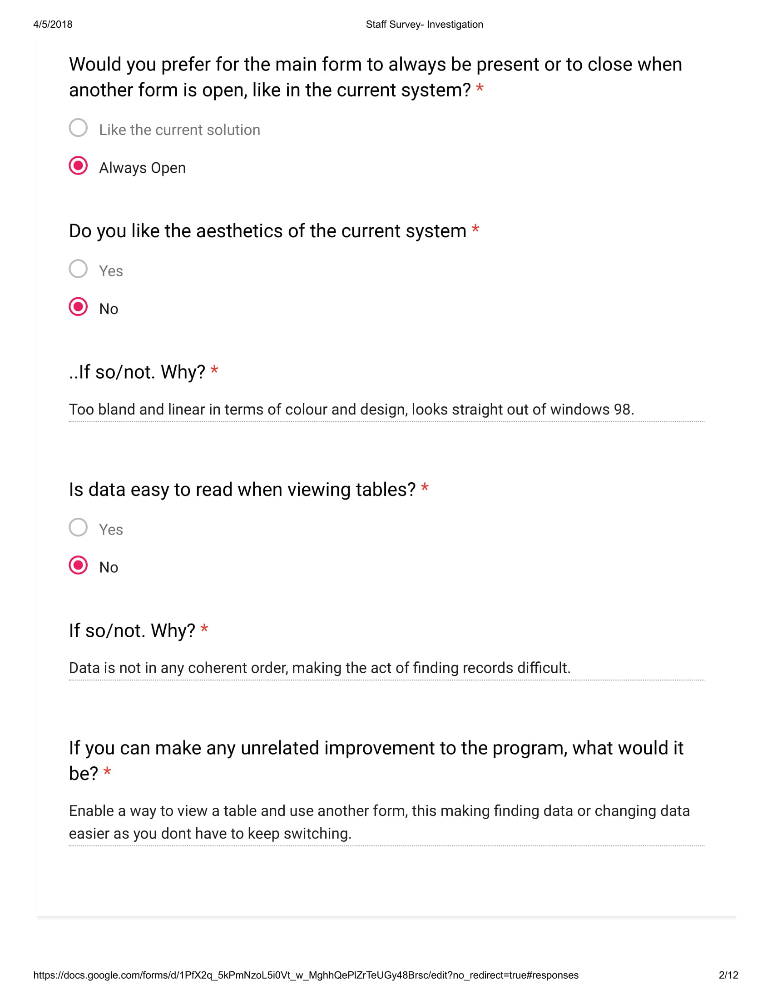 4/5/2018
Staff Survey- Investigation
Would you prefer for the main form to always be present or to close when
another form is open, like in the current system? *
Like the current solution
Always Open
Do you like the aesthetics of the current system *
Yes
No
..If so/not. Why? *
Too bland and linear in terms of colour and design, looks straight out of windows 98.
Is data easy to read when viewing tables? *
Yes
No
If so/not. Why? *
Data is not in any coherent order, making the act of finding records difficult.
If you can make any unrelated improvement to the program, what would it
be? *
Enable a way to view a table and use another form, this making finding data or changing data
easier as you dont have to keep switching.
https://docs.google.com/forms/d/1PfX2q_5kPmNzoL5i0Vt_w_MghhQePlZrTeUGy48Brsc/edit?no_redirect=true#responses
2/12